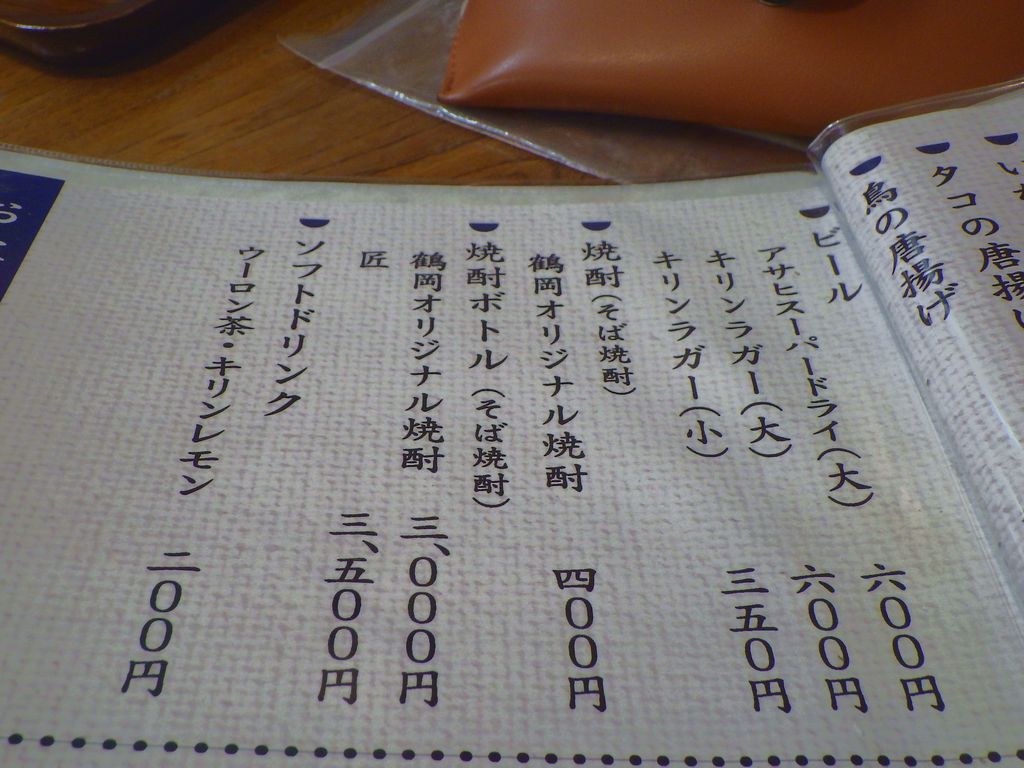 タコの唐揚げ
鳥の唐揚げ
ビール
アサヒスーパードライ(大) 六〇〇円
キリンラガー(大) 六〇〇円
キリンラガー(小) 三五〇円
焼酎(そば焼酎)
鶴岡オリジナル焼酎 四〇〇円
焼酎ボトル(そば焼酎)
鶴岡オリジナル焼酎 三、〇〇〇円
匠 三、五〇〇円
ソフトドリンク
ウーロン茶・キリンレモン 二〇〇円
お